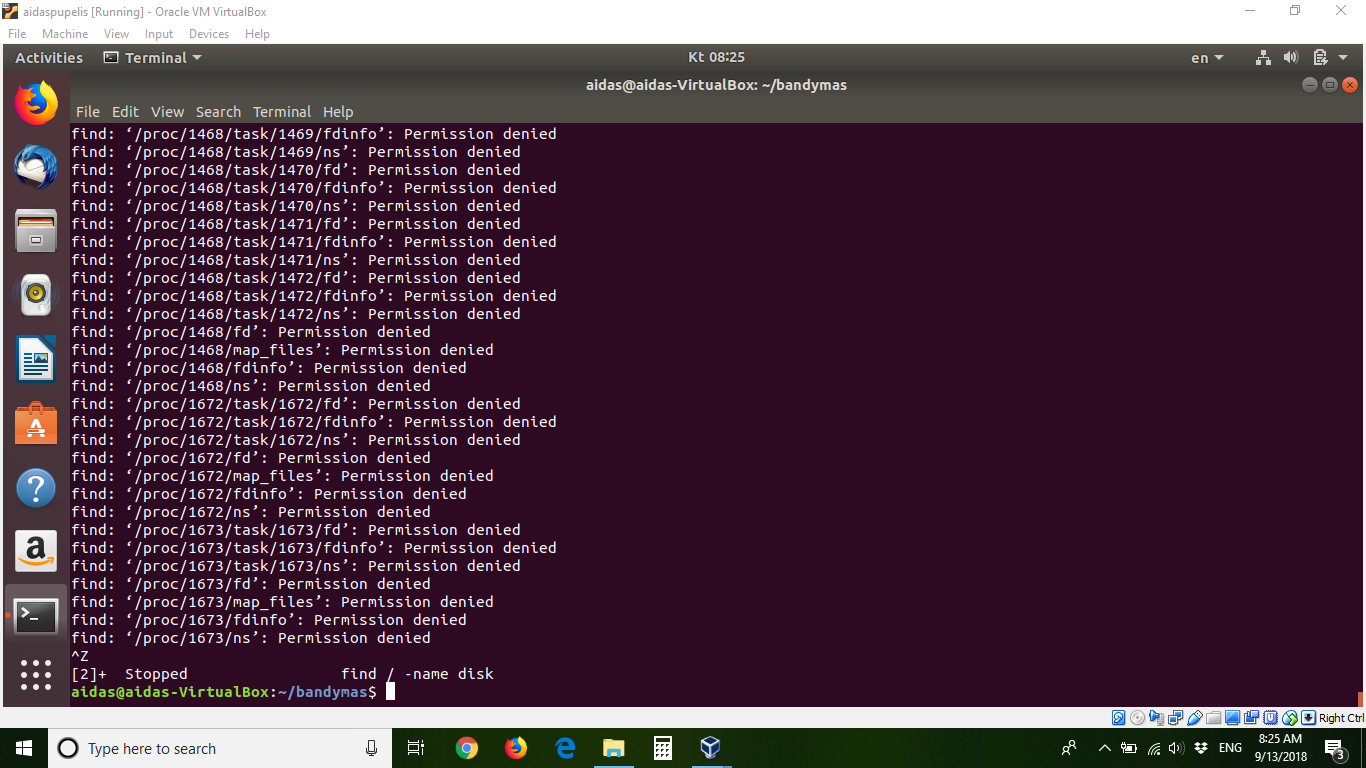 aidaspupelis [Running] - Oracle VM VirtualBox
File Machine View Input Devices Help
Activities Terminal Kt 08:25 en
aidas@aidas-VirtualBox: ~/bandymas
File Edit View Search Terminal Help
find: ‘/proc/1468/task/1469/fdinfo’: Permission denied
find: ‘/proc/1468/task/1469/ns’: Permission denied
find: ‘/proc/1468/task/1470/fd’: Permission denied
find: ‘/proc/1468/task/1470/fdinfo’: Permission denied
find: ‘/proc/1468/task/1470/ns’: Permission denied
find: ‘/proc/1468/task/1471/fd’: Permission denied
find: ‘/proc/1468/task/1471/fdinfo’: Permission denied
find: ‘/proc/1468/task/1471/ns’: Permission denied
find: ‘/proc/1468/task/1472/fd’: Permission denied
find: ‘/proc/1468/task/1472/fdinfo’: Permission denied
find: ‘/proc/1468/task/1472/ns’: Permission denied
find: ‘/proc/1468/fd’: Permission denied
find: ‘/proc/1468/map_files’: Permission denied
find: ‘/proc/1468/fdinfo’: Permission denied
find: ‘/proc/1468/ns’: Permission denied
find: ‘/proc/1672/task/1672/fd’: Permission denied
find: ‘/proc/1672/task/1672/fdinfo’: Permission denied
find: ‘/proc/1672/task/1672/ns’: Permission denied
find: ‘/proc/1672/fd’: Permission denied
find: ‘/proc/1672/map_files’: Permission denied
find: ‘/proc/1672/fdinfo’: Permission denied
find: ‘/proc/1672/ns’: Permission denied
find: ‘/proc/1673/task/1673/fd’: Permission denied
find: ‘/proc/1673/task/1673/fdinfo’: Permission denied
find: ‘/proc/1673/task/1673/ns’: Permission denied
find: ‘/proc/1673/fd’: Permission denied
find: ‘/proc/1673/map_files’: Permission denied
find: ‘/proc/1673/fdinfo’: Permission denied
find: ‘/proc/1673/ns’: Permission denied
^Z
[2]+  Stopped                 find / -name disk
aidas@aidas-VirtualBox:~/bandymas$
Right Ctrl
Type here to search
ENG
8:25 AM
9/13/2018
3